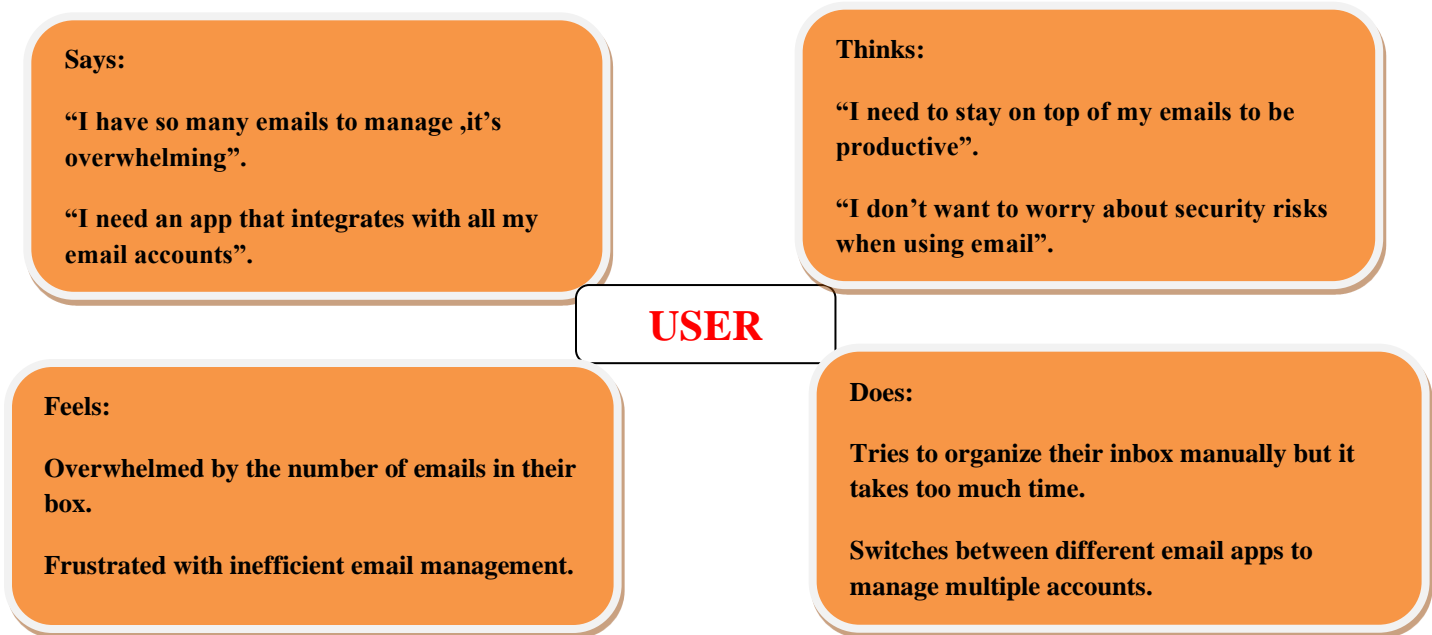 Says:
“I have so many emails to manage ,it’s
overwhelming”.
“I need an app that integrates with all my
email accounts”.
Thinks:
“I need to stay on top of my emails to be
productive”.
“I don’t want to worry about security risks
when using email”.
USER
Feels:
Overwhelmed by the number of emails in their
box.
Frustrated with inefficient email management.
Does:
Tries to organize their inbox manually but it
takes too much time.
Switches between different email apps to
manage multiple accounts.